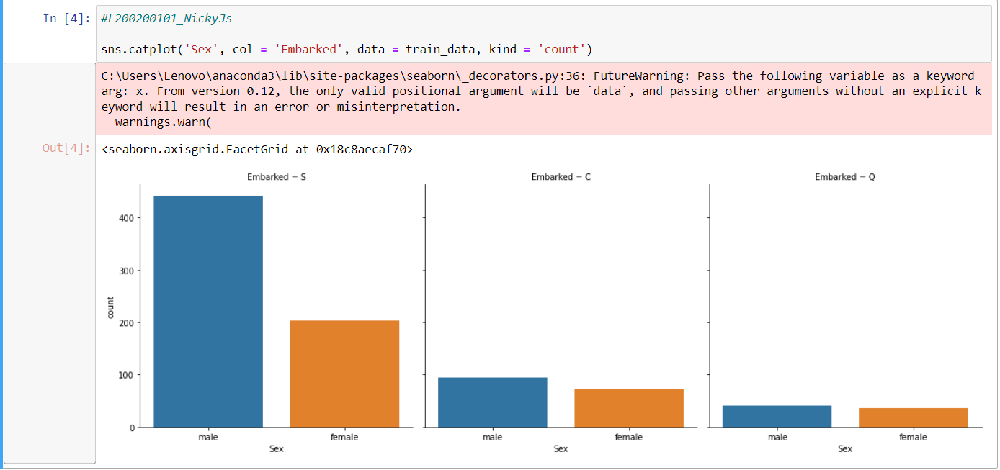 In [4]: #L200200101_NickyJs
sns.catplot('Sex', col = 'Embarked', data = train_data, kind = 'count')
C:\Users\Lenovo\anaconda3\lib\site-packages\seaborn\_decorators.py:36: FutureWarning: Pass the following variable as a keyword
arg: x. From version 0.12, the only valid positional argument will be `data`, and passing other arguments without an explicit k
eyword will result in an error or misinterpretation.
warnings.warn(
Out[4]: <seaborn.axisgrid.FacetGrid at 0x18c8aecaf70>
Embarked = S
Embarked = C
Embarked = Q
400
300
200
100
0
count
male female
male female
male female
Sex
Sex
Sex